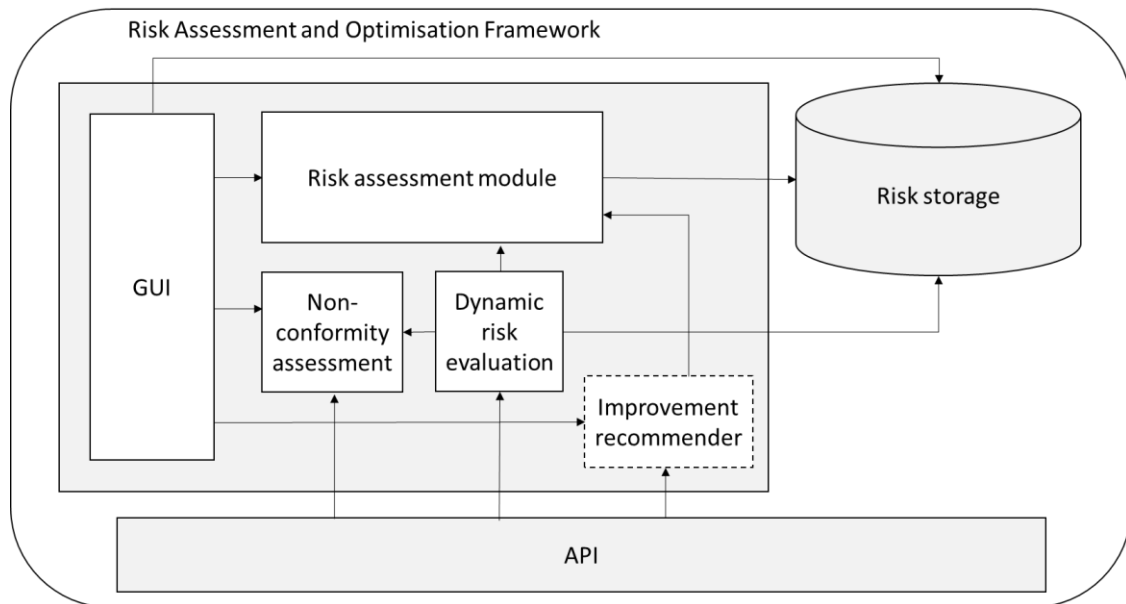 Risk Assessment and Optimisation Framework
Risk assessment module
Risk storage
GUI
Non-
conformity
assessment
Dynamic
risk
evaluation
Improvement
recommender
API